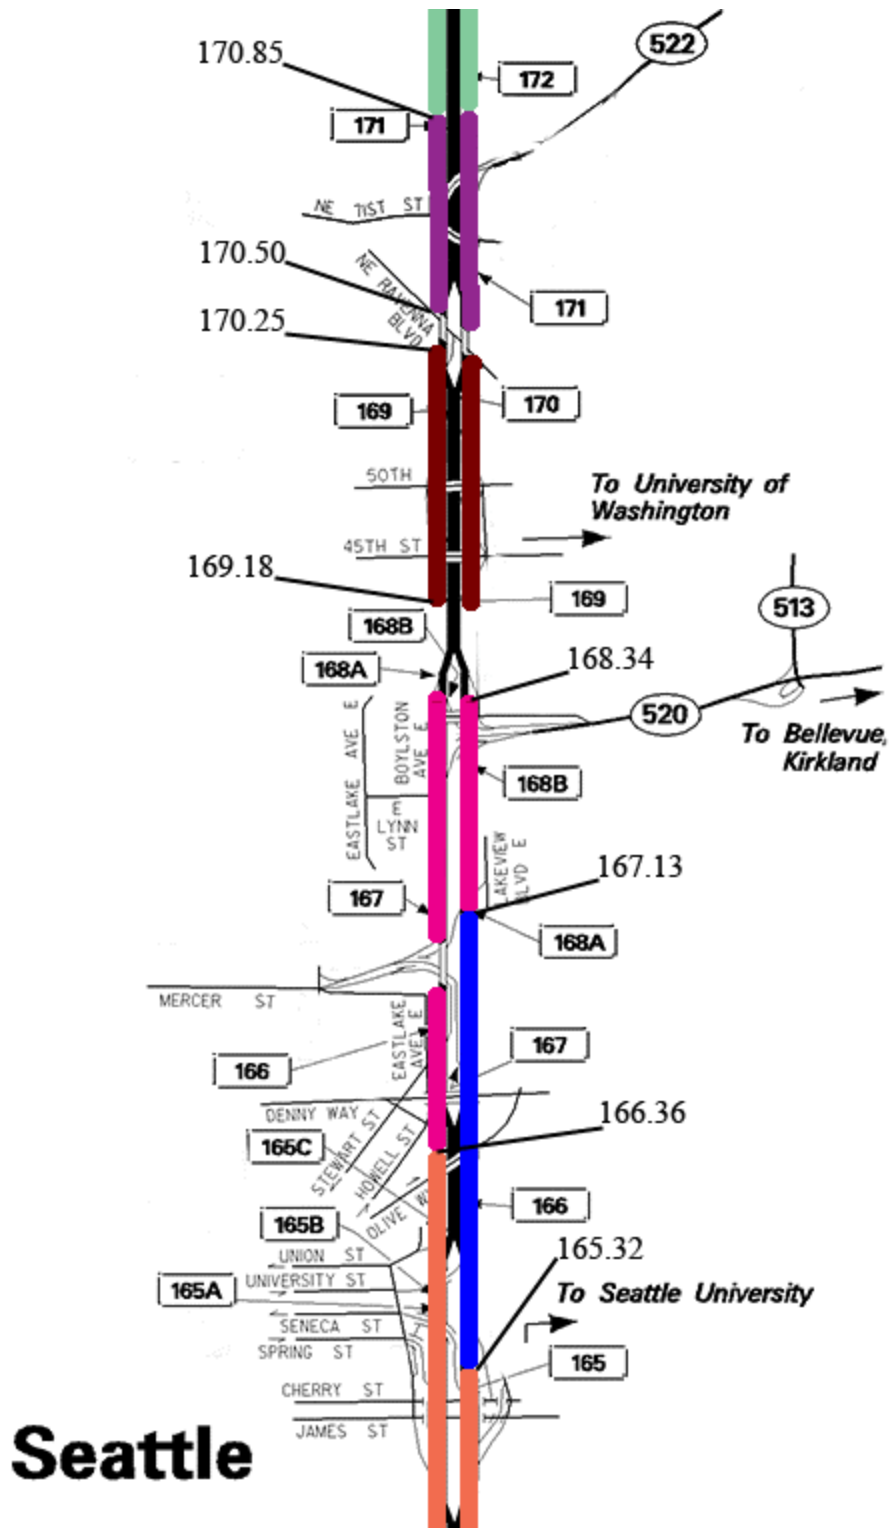 170.85
522
172
171
NE 71ST ST
170.50
NE RAVENNA
BLVD
171
170.25
169
170
50TH
To University of
Washington
45TH ST
169.18
169
513
168B
168A
168.34
520
To Bellevue,
Kirkland
EASTLAKE AVE E
BOYLSTON
AVE E
168B
E
LYNN
ST
LAKEVIEW
BLVD E
167.13
167
168A
MERCER ST
EASTLAKE
AVE E
167
166
DENNY WAY
166.36
STEWART ST
HOWELL ST
165C
OLIVE WY
166
165B
UNION ST
165.32
UNIVERSITY ST
165A
To Seattle University
SENECA ST
SPRING ST
165
CHERRY ST
JAMES ST
Seattle